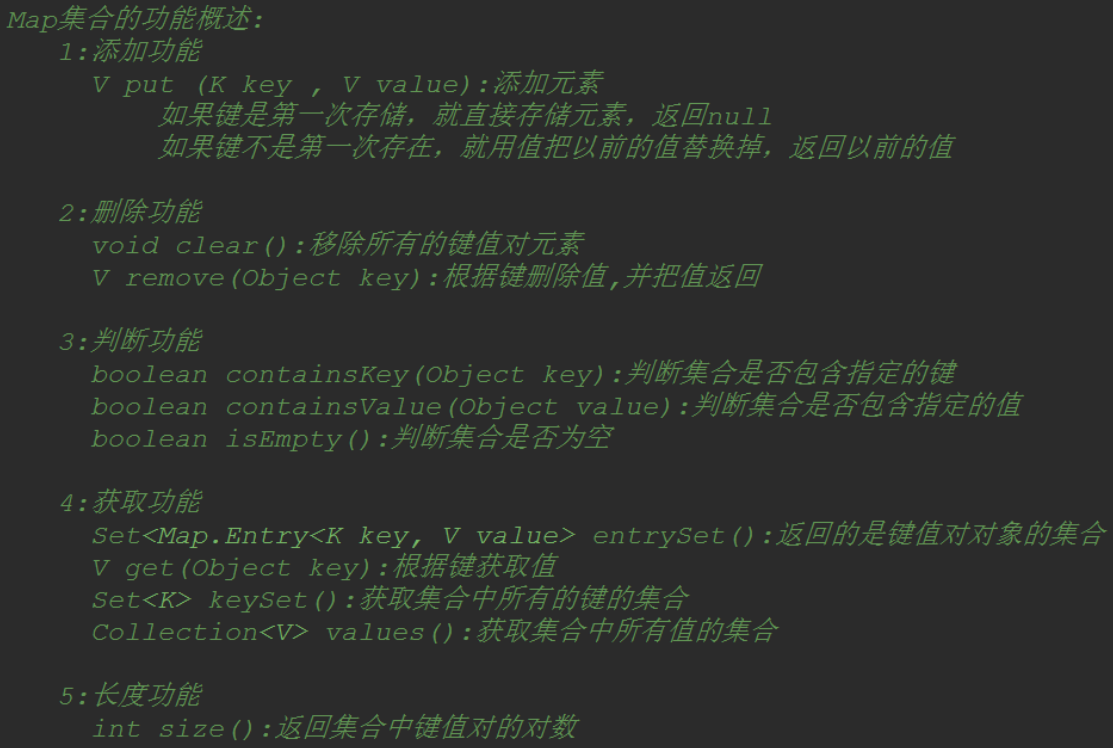 Map集合的功能概述:
1:添加功能
V put (K key , V value):添加元素
如果键是第一次存储，就直接存储元素，返回null
如果键不是第一次存在，就用值把以前的值替换掉，返回以前的值
2:删除功能
void clear():移除所有的键值对元素
V remove(Object key):根据键删除值,并把值返回
3:判断功能
boolean containsKey(Object key):判断集合是否包含指定的键
boolean containsValue(Object value):判断集合是否包含指定的值
boolean isEmpty():判断集合是否为空
4:获取功能
Set<Map.Entry<K key, V value> entrySet():返回的是键值对对象的集合
V get(Object key):根据键获取值
Set<K> keySet():获取集合中所有的键的集合
Collection<V> values():获取集合中所有值的集合
5:长度功能
int size():返回集合中键值对的对数